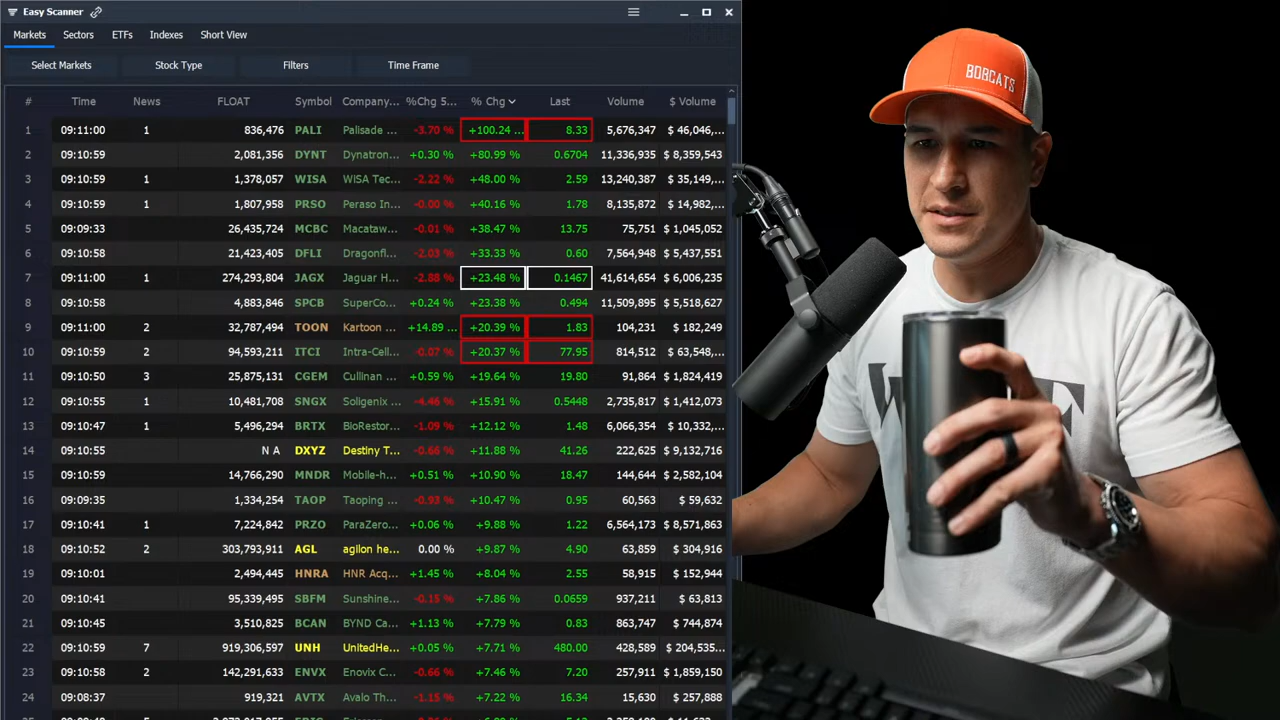 Easy Scanner
Markets Sectors ETFs Indexes Short View
Select Markets Stock Type Filters Time Frame
# Time News FLOAT Symbol Company... %Chg 5... % Chg Last Volume $ Volume
1 09:11:00 1 836,476 PALI Palisade ... -3.70 % +100.24 ... 8.33 5,676,347 $ 46,046,...
2 09:10:59 2,081,356 DYNT Dynatron... +0.30 % +80.99 % 0.6704 11,336,935 $ 8,359,543
3 09:10:59 1 1,378,057 WISA WISA Tec... -2.22 % +48.00 % 2.59 13,240,387 $ 35,149,...
4 09:10:59 1 1,807,958 PRSO Peraso In... -0.00 % +40.16 % 1.78 8,135,872 $ 14,982,...
5 09:09:33 26,635,724 MCBC Macataw... -0.01 % +38.47 % 13.75 75,751 $ 1,045,052
6 09:10:59 21,423,405 DFLI Dragonfl... -2.03 % +33.33 % 0.60 7,564,948 $ 5,437,551
7 09:11:00 1 274,293,804 JAGX Jaguar H... -2.88 % +23.48 % 0.1467 41,614,654 $ 6,006,235
8 09:10:58 4,883,846 SPCB SuperCo... +0.24 % +23.38 % 0.494 11,509,895 $ 5,518,627
9 09:11:00 2 32,787,494 TOON Kartoon ... +14.89 ... +20.39 % 1.83 104,231 $ 182,249
10 09:10:59 2 94,593,211 ITCI Intra-Cell... -0.07 % +20.37 % 77.95 814,512 $ 63,548,...
11 09:10:50 3 25,875,131 CGEM Cullinan ... +0.59 % +19.64 % 19.80 91,864 $ 1,824,419
12 09:10:55 1 10,481,708 SNGX Soligenix ... -4.46 % +15.91 % 0.5448 2,735,817 $ 1,412,073
13 09:10:47 1 5,496,294 BRTX BioRestor... -1.09 % +12.12 % 1.48 6,066,354 $ 10,332,...
14 09:10:55 N A DXYZ Destiny T... -0.66 % +11.88 % 41.26 222,625 $ 9,132,716
15 09:10:59 14,766,290 MNDR Mobile-h... +0.51 % +10.90 % 18.47 144,644 $ 2,582,104
16 09:09:35 1,334,254 TAOP Taoping ... -0.93 % +10.47 % 0.95 60,563 $ 59,632
17 09:10:41 1 7,224,842 PRZO ParaZero... +0.06 % +9.88 % 1.22 6,564,173 $ 8,571,863
18 09:10:52 2 303,793,911 AGL agilon he... 0.00 % +9.87 % 4.90 63,859 $ 304,916
19 09:10:01 2,494,445 HNRA HNR Acq... +1.45 % +8.04 % 2.55 58,915 $ 152,944
20 09:10:41 95,339,495 SBFM Sunshine... -0.15 % +7.86 % 0.0659 937,211 $ 63,813
21 09:10:45 3,510,825 BCAN BYND Ca... +1.13 % +7.79 % 0.83 863,747 $ 744,874
22 09:10:58 7 919,306,597 UNH UnitedHe... +0.05 % +7.71 % 480.00 428,589 $ 204,535...
23 09:10:58 2 142,291,633 ENVX Enovix C... -0.66 % +7.46 % 7.20 257,911 $ 1,859,150
24 09:08:37 919,321 AVTX Avalo Th... -1.15 % +7.22 % 16.34 15,630 $ 257,888
BOBCATS